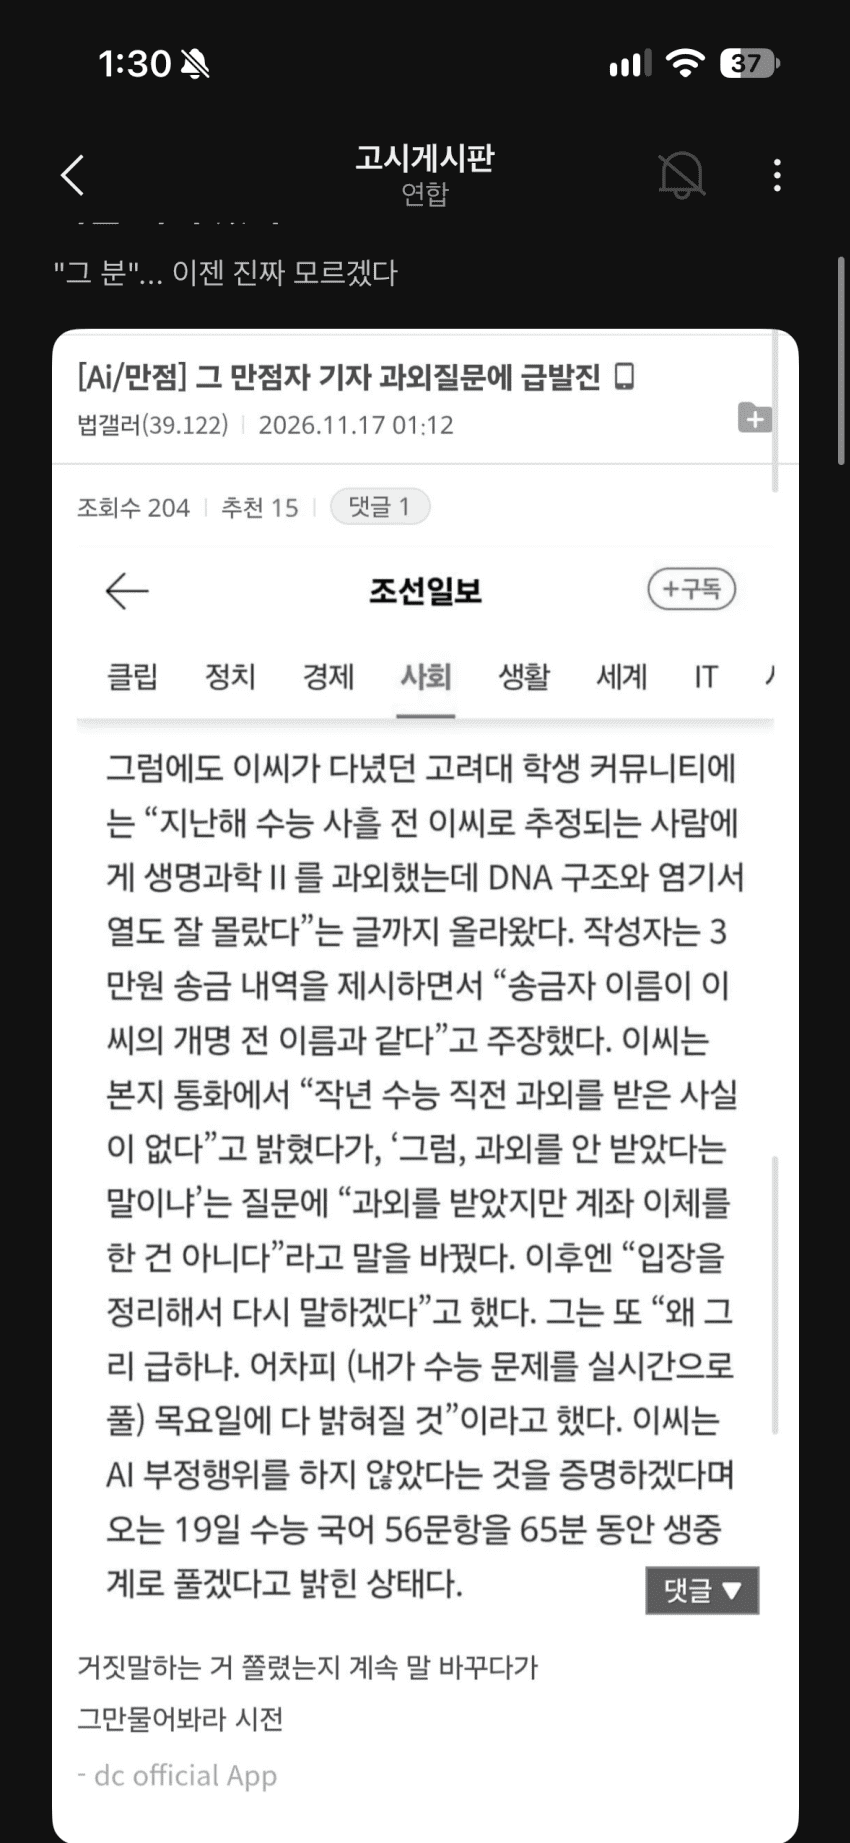 1:30
37
고시게시판
연합
"그 분"... 이젠 진짜 모르겠다
[Ai/만점] 그 만점자 기자 과외질문에 급발진
법갤러(39.122) 2026.11.17 01:12
조회수 204 추천 15 댓글 1
조선일보
+구독
클립 정치 경제 사회 생활 세계 IT
그럼에도 이씨가 다녔던 고려대 학생 커뮤니티에
는 “지난해 수능 사흘 전 이씨로 추정되는 사람에
게 생명과학Ⅱ를 과외했는데 DNA 구조와 염기서
열도 잘 몰랐다”는 글까지 올라왔다. 작성자는 3
만원 송금 내역을 제시하면서 “송금자 이름이 이
씨의 개명 전 이름과 같다”고 주장했다. 이씨는
본지 통화에서 “작년 수능 직전 과외를 받은 사실
이 없다”고 밝혔다가, ‘그럼, 과외를 안 받았다는
말이냐’는 질문에 “과외를 받았지만 계좌 이체를
한 건 아니다”라고 말을 바꿨다. 이후엔 “입장을
정리해서 다시 말하겠다”고 했다. 그는 또 “왜 그
리 급하냐. 어차피 (내가 수능 문제를 실시간으로
풀) 목요일에 다 밝혀질 것”이라고 했다. 이씨는
AI 부정행위를 하지 않았다는 것을 증명하겠다며
오는 19일 수능 국어 56문항을 65분 동안 생중
계로 풀겠다고 밝힌 상태다.
댓글 ▼
거짓말하는 거 쫄렸는지 계속 말 바꾸다가
그만물어봐라 시전
- dc official App